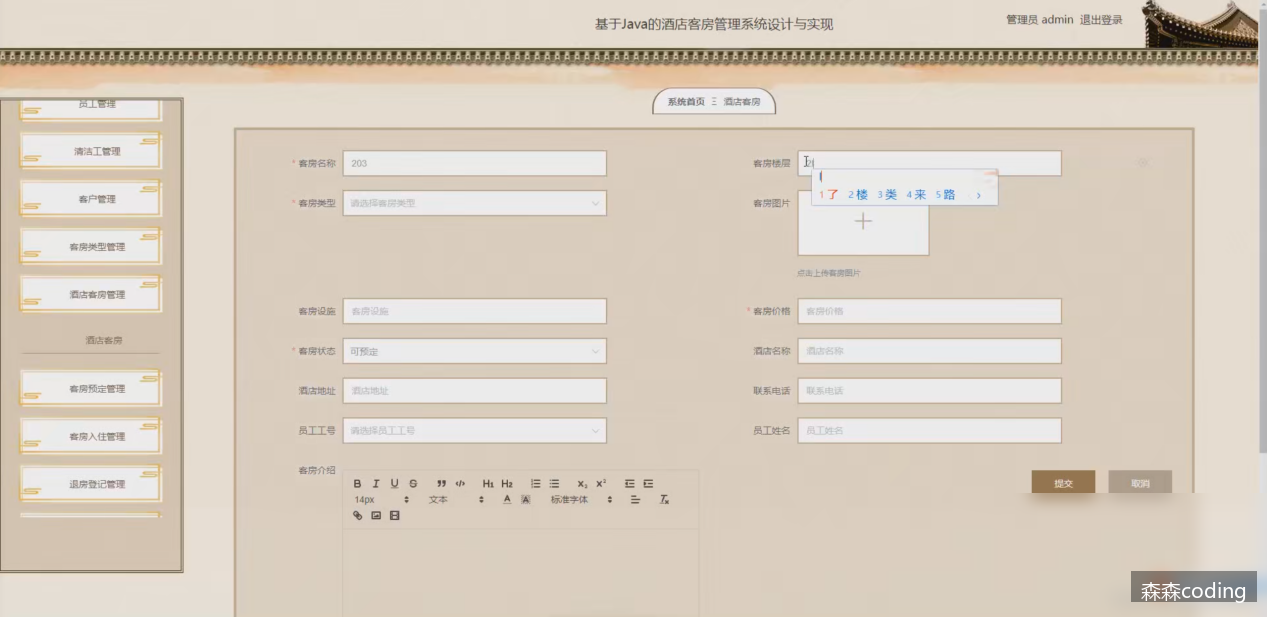 基于Java的酒店客房管理系统设计与实现
管理员 admin 退出登录
系统首页 酒店客房
员工管理
清洁工管理
客户管理
客房类型管理
酒店客房管理
酒店客房
客房预定管理
客房入住管理
退房登记管理
* 客房名称 203
客房楼层 2l
l
1了 2楼 3类 4来 5路 ›
* 客房类型 请选择客房类型
客房图片
点击上传客房图片
客房设施 客房设施
* 客房价格 客房价格
* 客房状态 可预定
酒店名称 酒店名称
酒店地址 酒店地址
联系电话 联系电话
员工工号 请选择员工工号
员工姓名 员工姓名
客房介绍
B I U S ” </> H1 H2 X₂ X²
14px 文本 A A 标准字体 Tx
提交 取消
森森coding